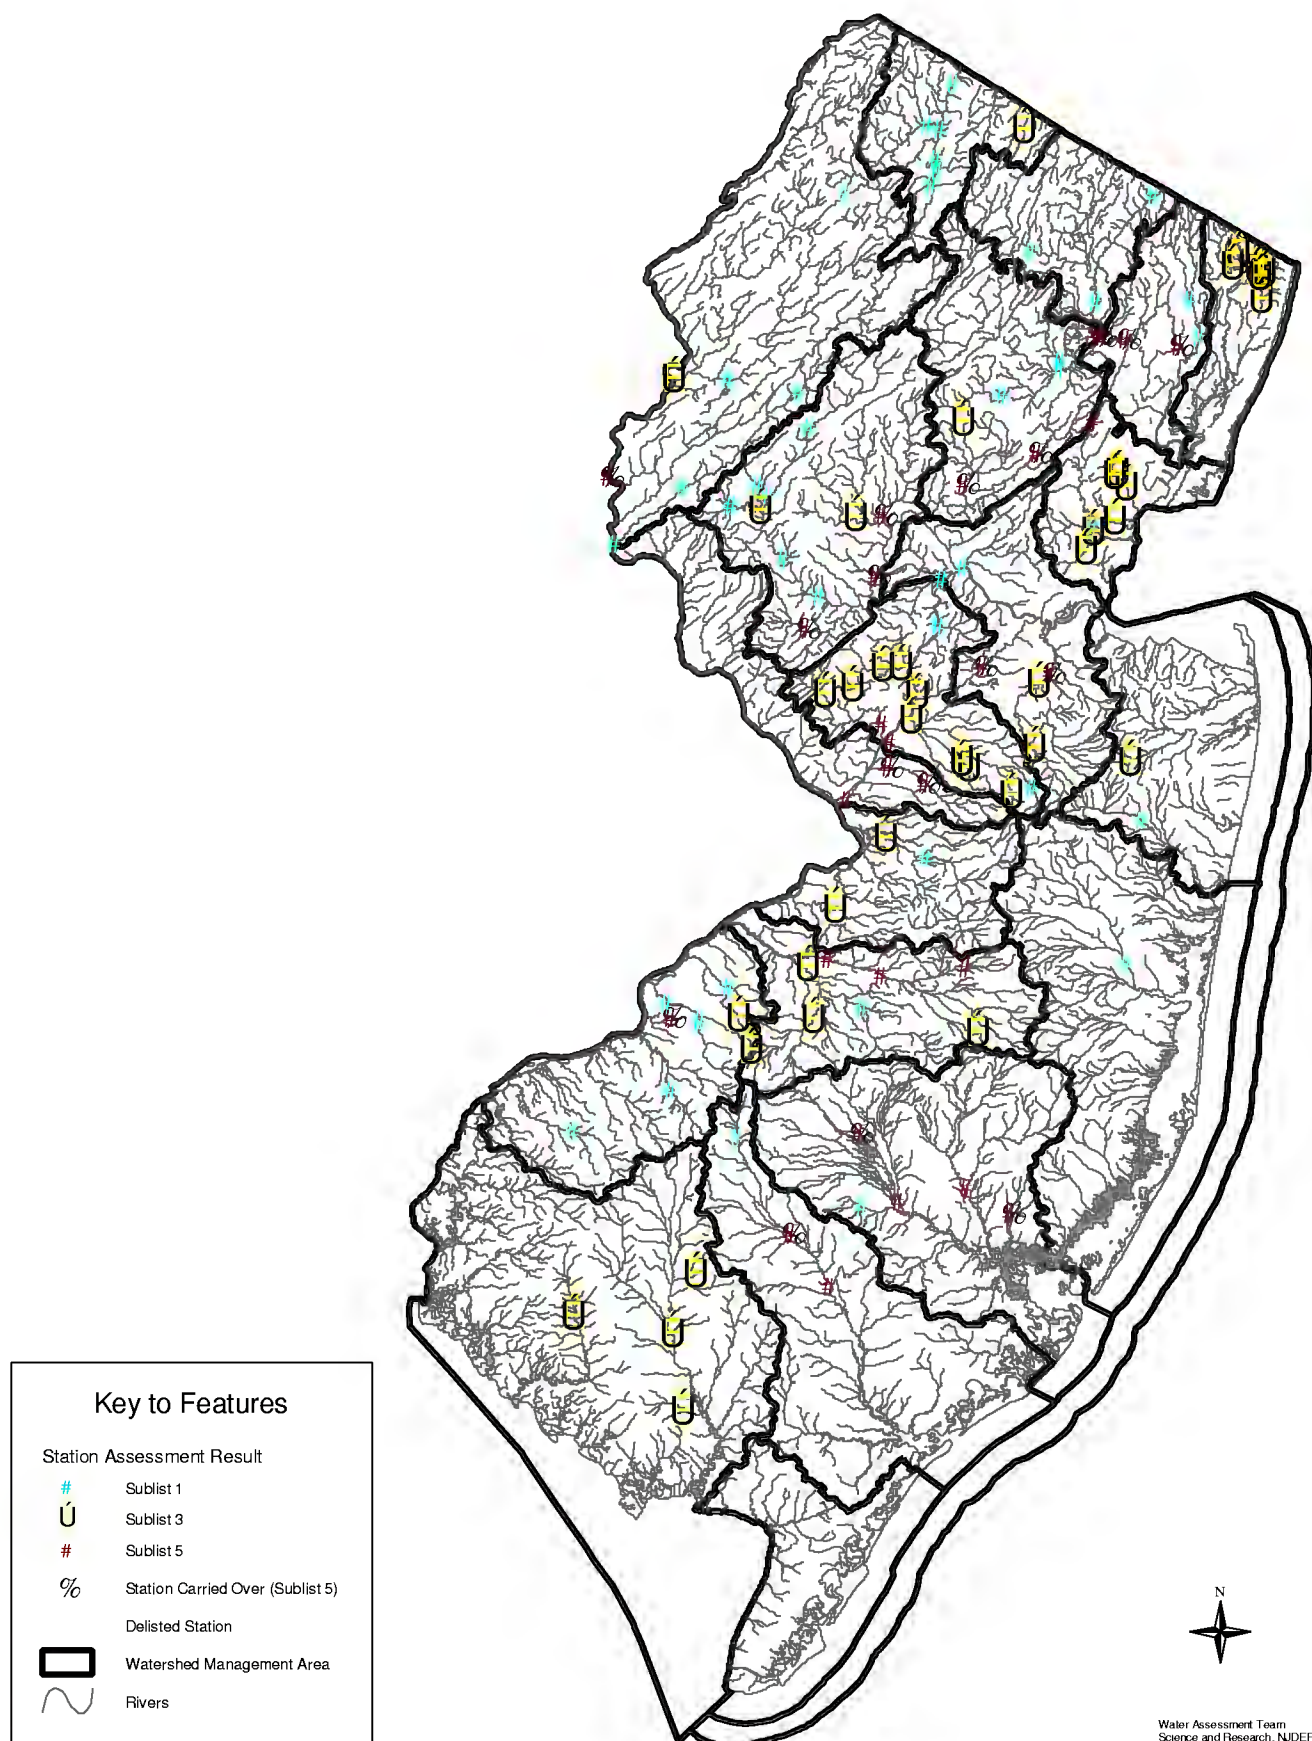 Key to Features
Station Assessment Result
# Sublist 1
Ú Sublist 3
# Sublist 5
% Station Carried Over (Sublist 5)
Delisted Station
Watershed Management Area
Rivers
N
Water Assessment Team
Science and Research, NJDEP